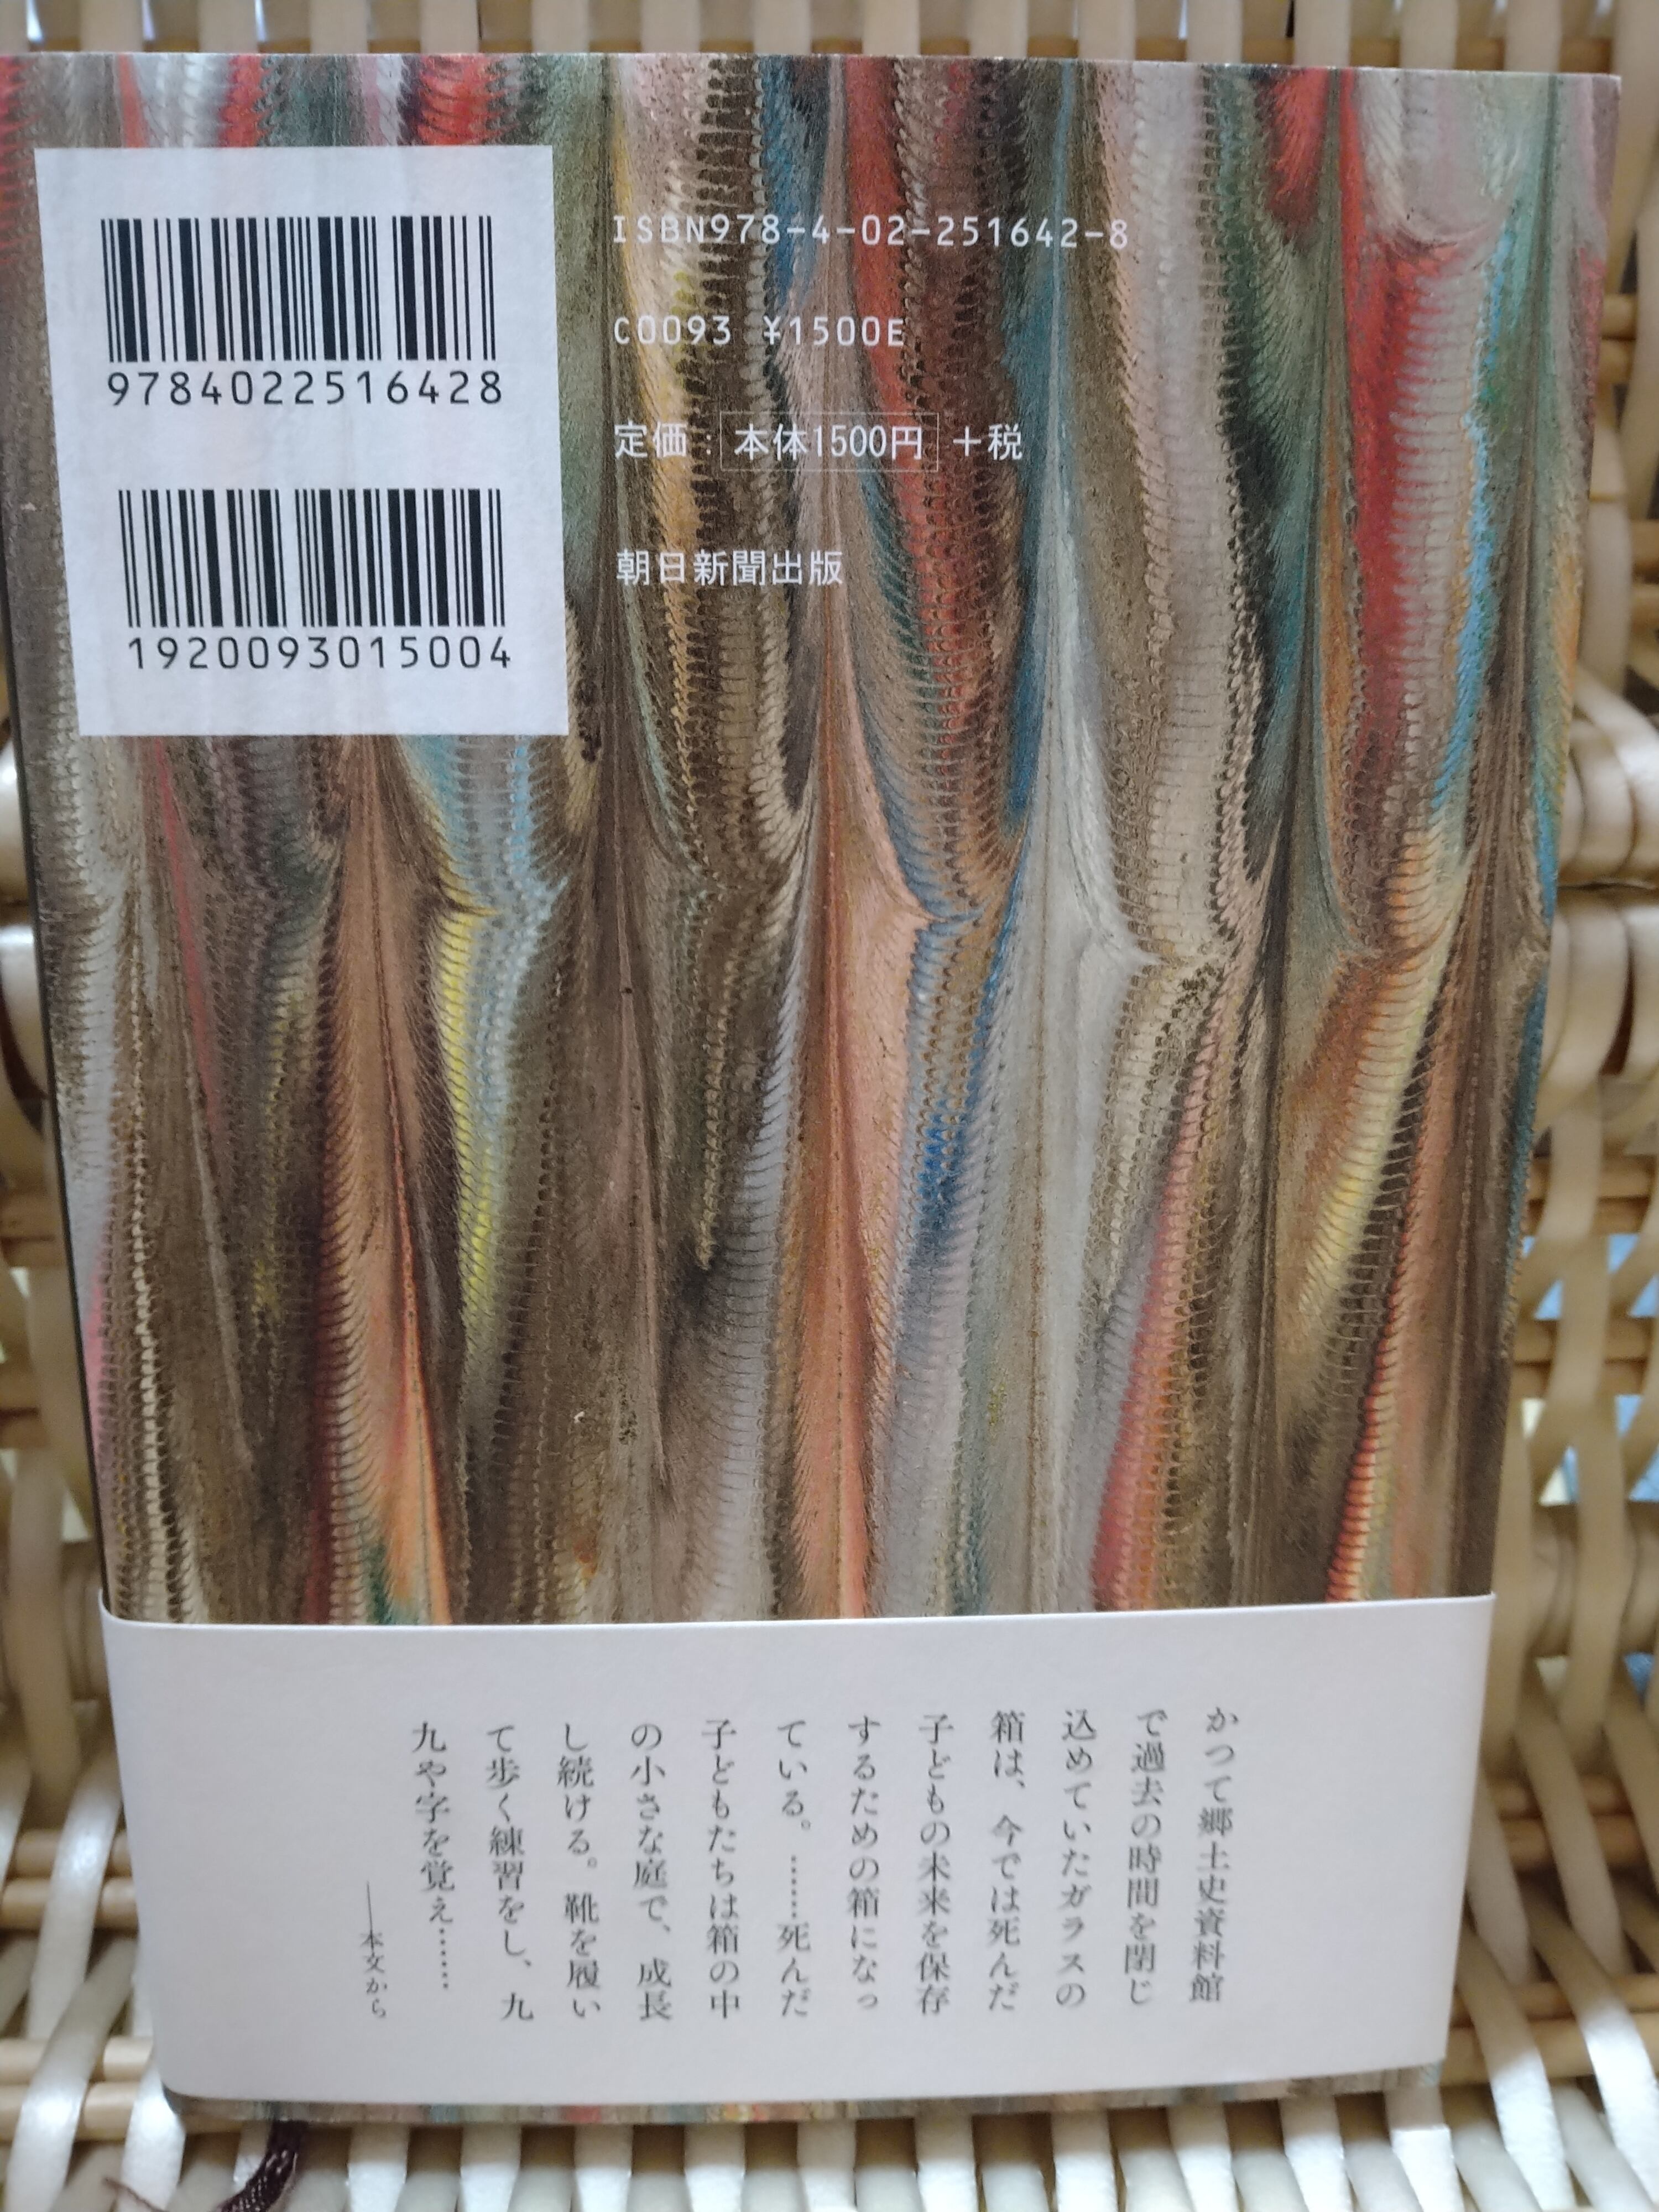 9784022516428
1920093015004
ISBN978-4-02-251642-8
C0093 ¥1500E
定価：本体1500円＋税
朝日新聞出版
かつて郷土史資料館
で過去の時間を閉じ
込めていたガラスの
箱は、今では死んだ
子どもの未来を保存
するための箱になっ
ている。……死んだ
子どもたちは箱の中
の小さな庭で、成長
し続ける。靴を履い
て歩く練習をし、九
九や字を覚え……
——本文から